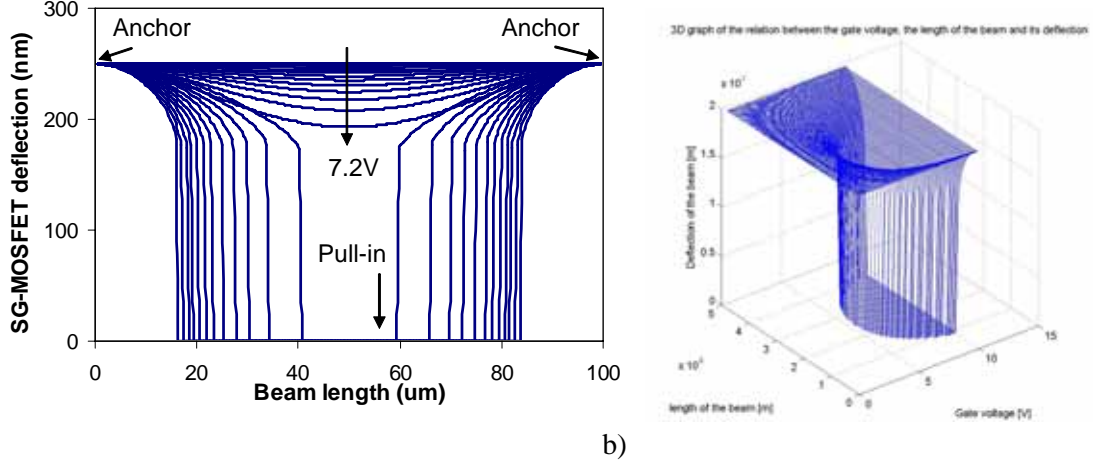 300
200
100
0
SG-MOSFET deflection (nm)
Anchor
Anchor
7.2V
Pull-in
0 20 40 60 80 100
Beam length (um)
3D graph of the relation between the gate voltage, the length of the beam and its deflection
2
1.5
1
0.5
0
Deflection of the beam [m]
5
4
3
2
1
0
length of the beam [m]
0
5
10
15
Gate voltage [V]
b)